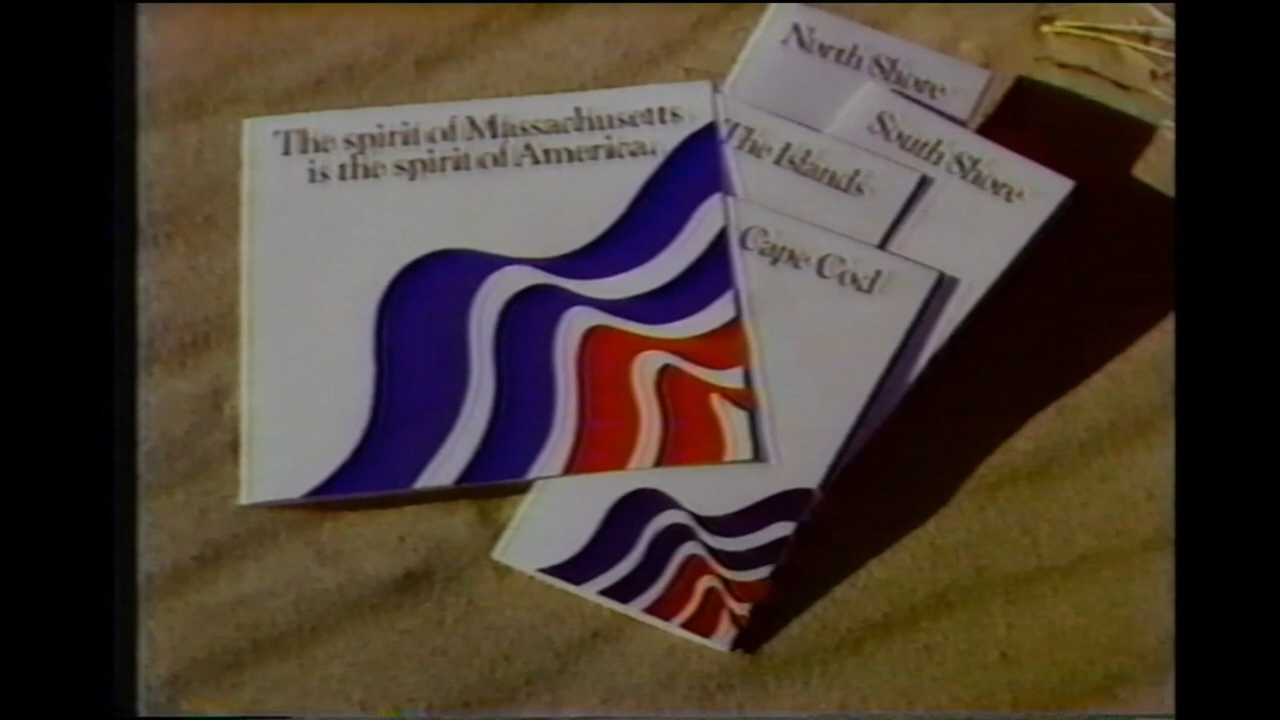 The spirit of Massachusetts
is the spirit of America.
North Shore
South Shore
The Islands
Cape Cod